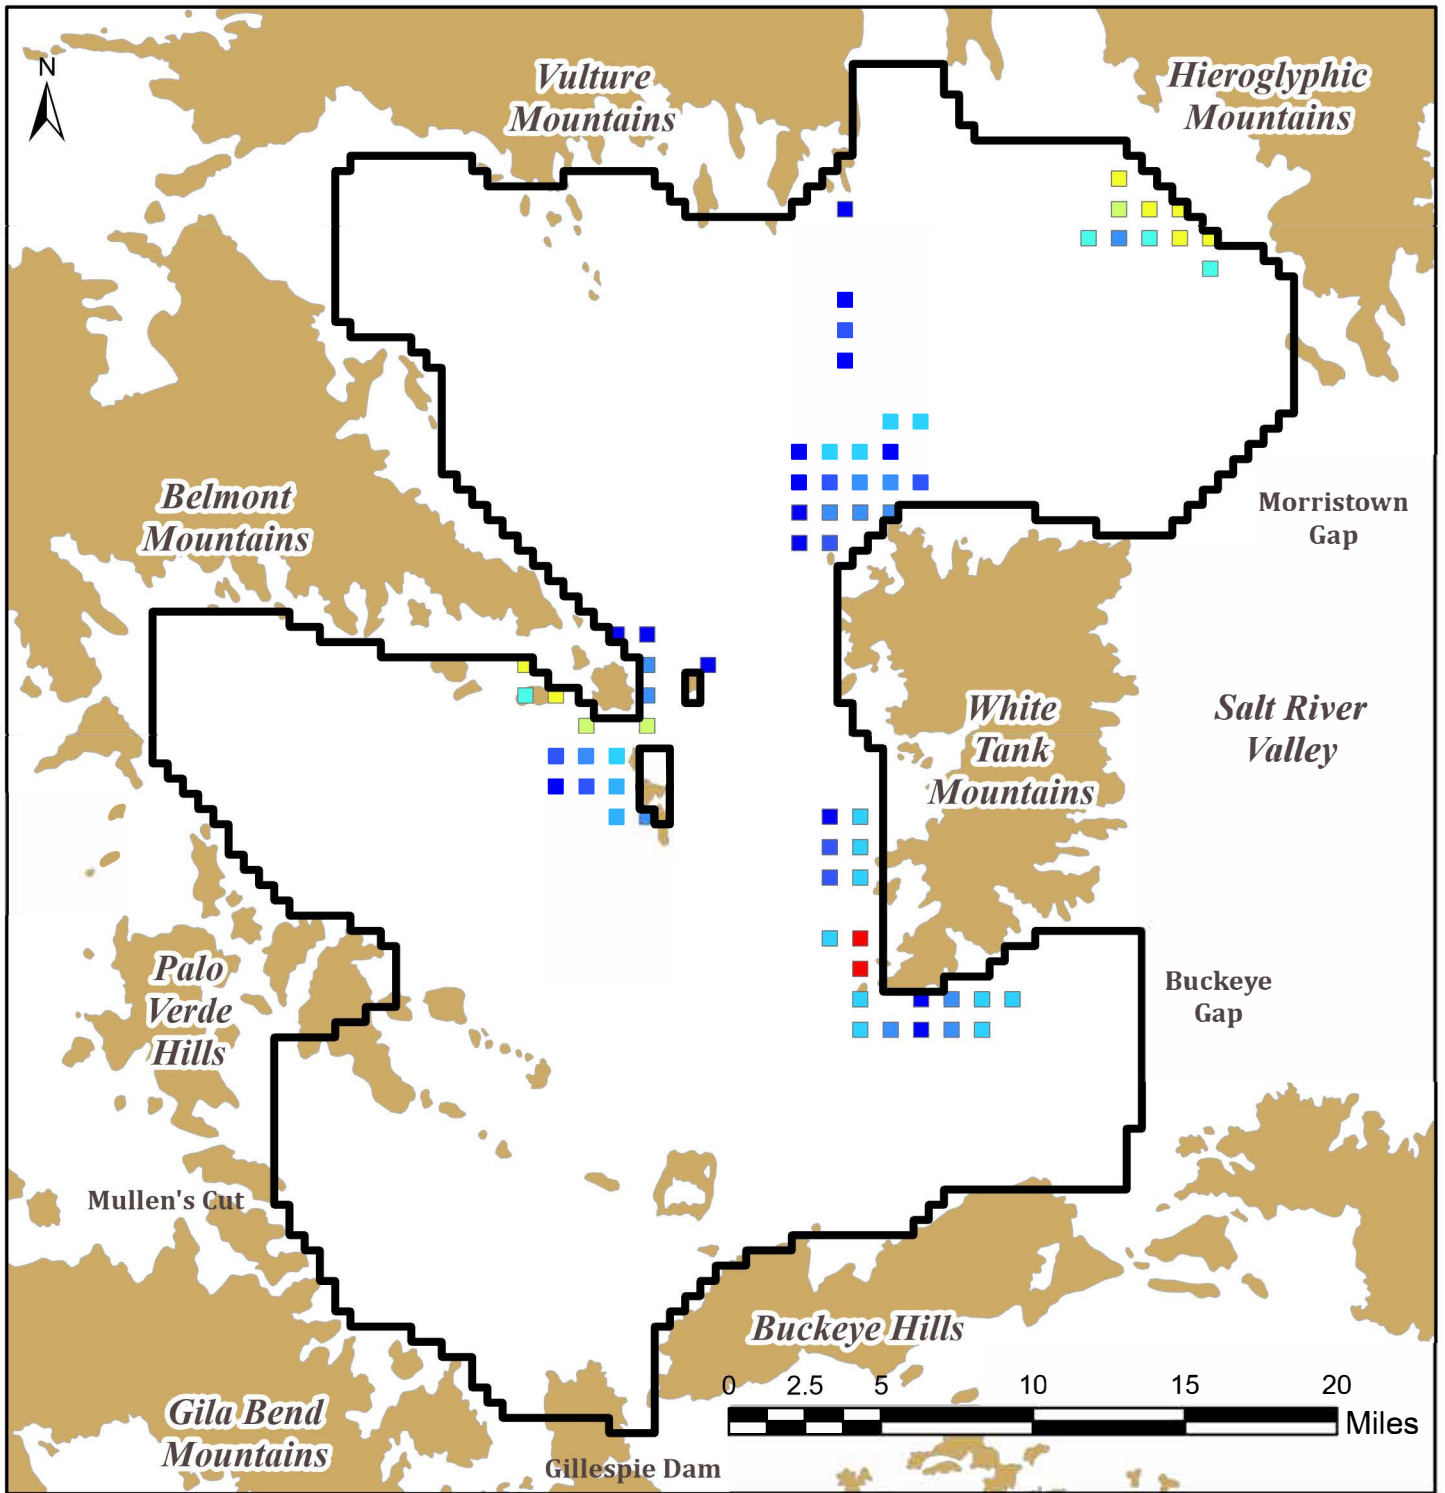 N
Vulture
Mountains
Hieroglyphic
Mountains
Belmont
Mountains
Morristown
Gap
White
Tank
Mountains
Salt River
Valley
Palo
Verde
Hills
Buckeye
Gap
Mullen's Cut
Buckeye Hills
0 2.5 5 10 15 20
Miles
Gila Bend
Mountains
Gillespie Dam